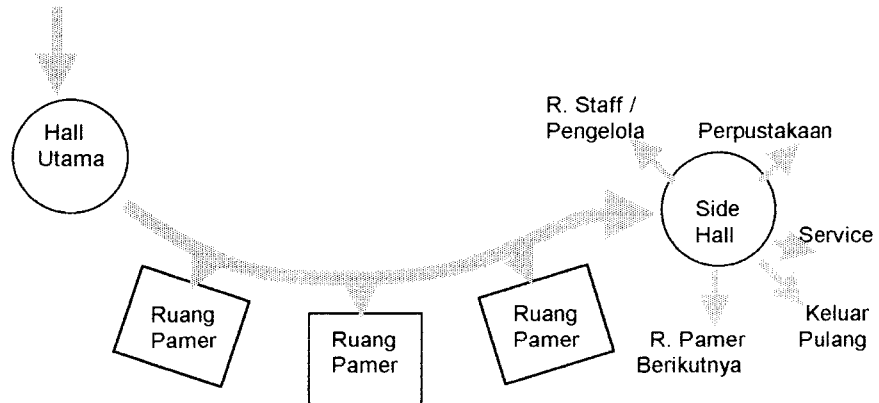 Hall
Utama
Ruang
Pamer
Ruang
Pamer
Ruang
Pamer
R. Staff /
Pengelola
Perpustakaan
Side
Hall
Service
Keluar
Pulang
R. Pamer
Berikutnya